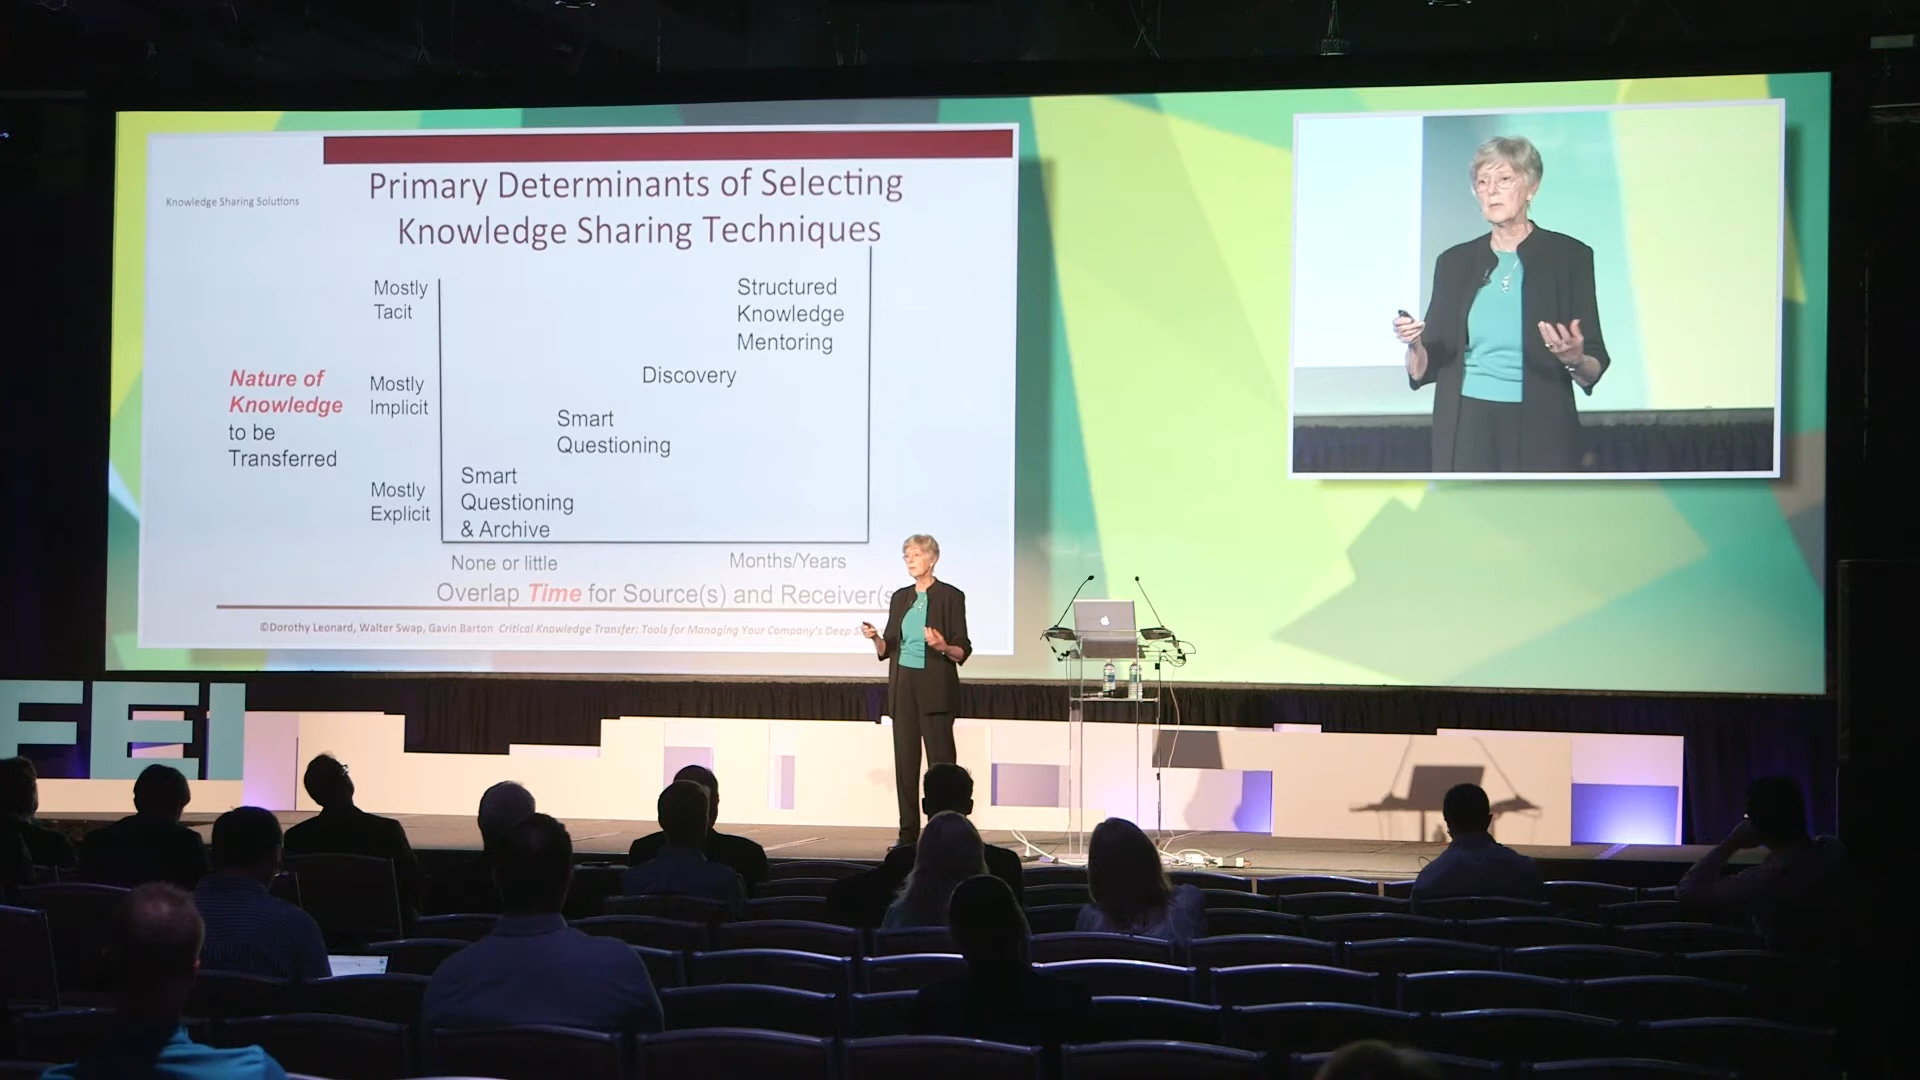 Knowledge Sharing Solutions
Primary Determinants of Selecting
Knowledge Sharing Techniques
Mostly
Tacit
Structured
Knowledge
Mentoring
Discovery
Nature of
Knowledge
to be
Transferred
Mostly
Implicit
Smart
Questioning
Mostly
Explicit
Smart
Questioning
& Archive
None or little
Months/Years
Overlap Time for Source(s) and Receiver(s
©Dorothy Leonard, Walter Swap, Gavin Barton Critical Knowledge Transfer: Tools for Managing Your Company's Deep
FEI